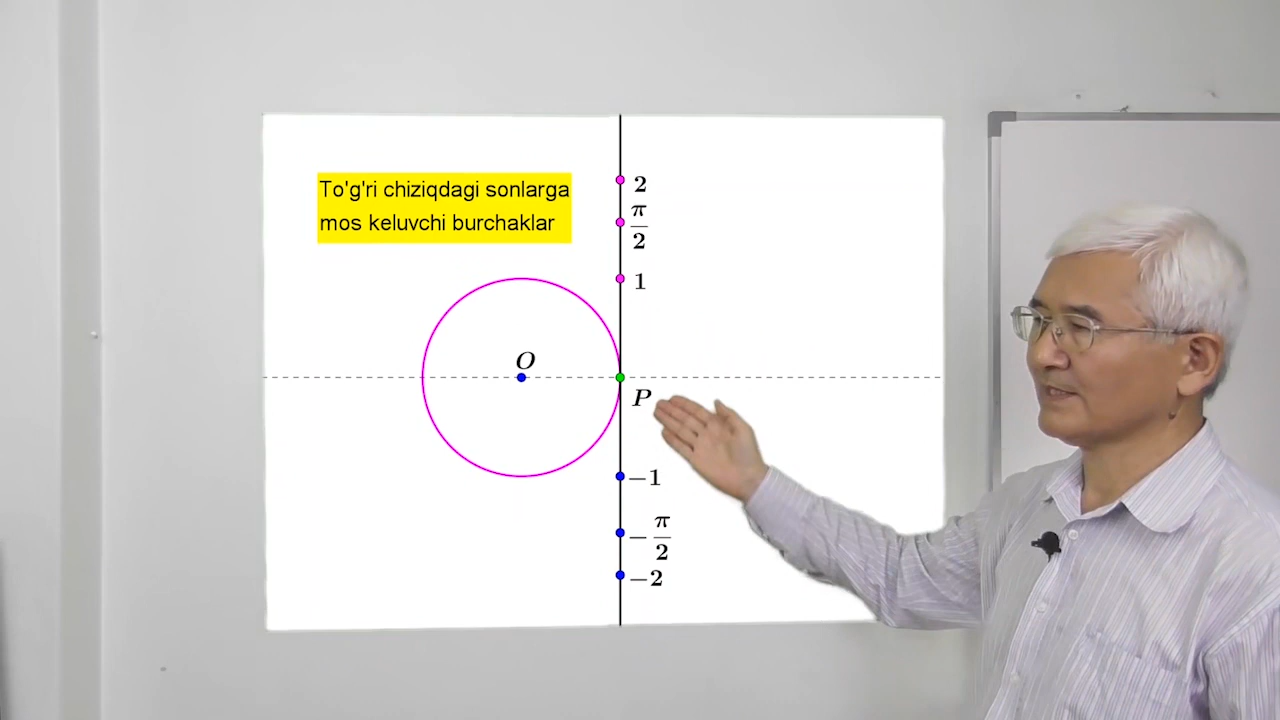 To'g'ri chiziqdagi sonlarga
mos keluvchi burchaklar
2
π/2
1
O
P
−1
−π/2
−2